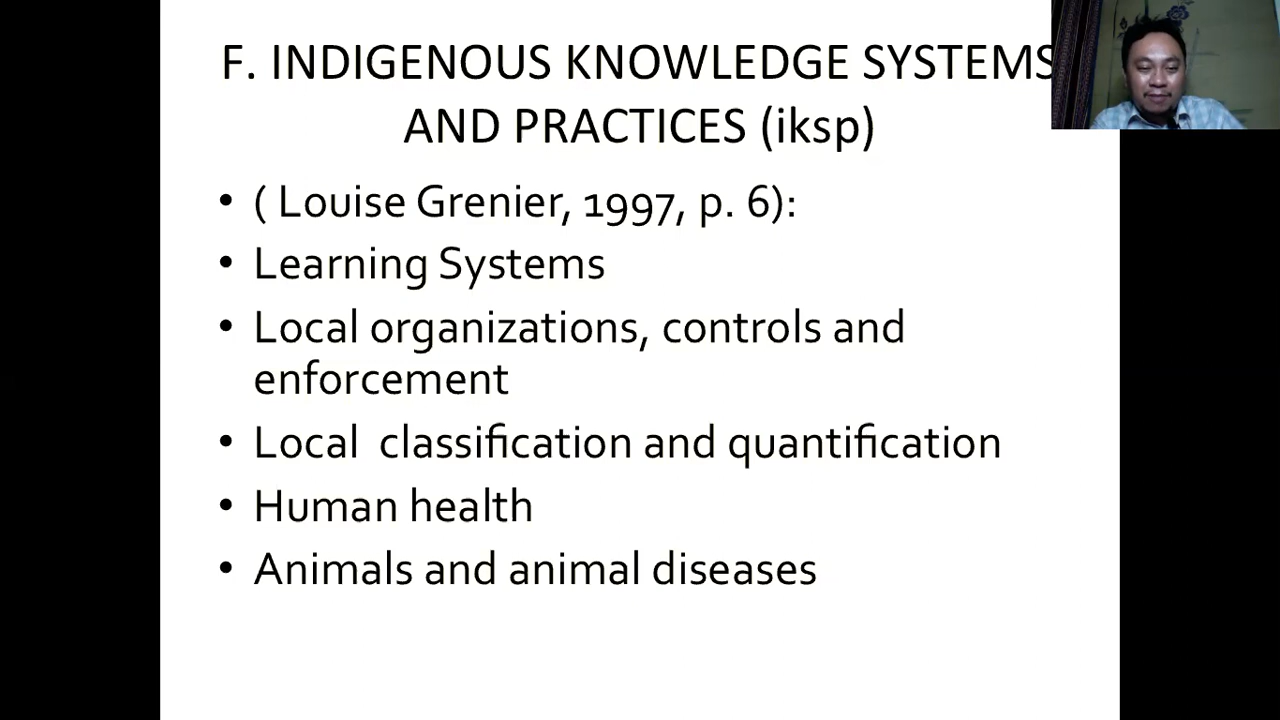 F. INDIGENOUS KNOWLEDGE SYSTEMS
AND PRACTICES (iksp)
• ( Louise Grenier, 1997, p. 6):
• Learning Systems
• Local organizations, controls and
enforcement
• Local  classification and quantification
• Human health
• Animals and animal diseases